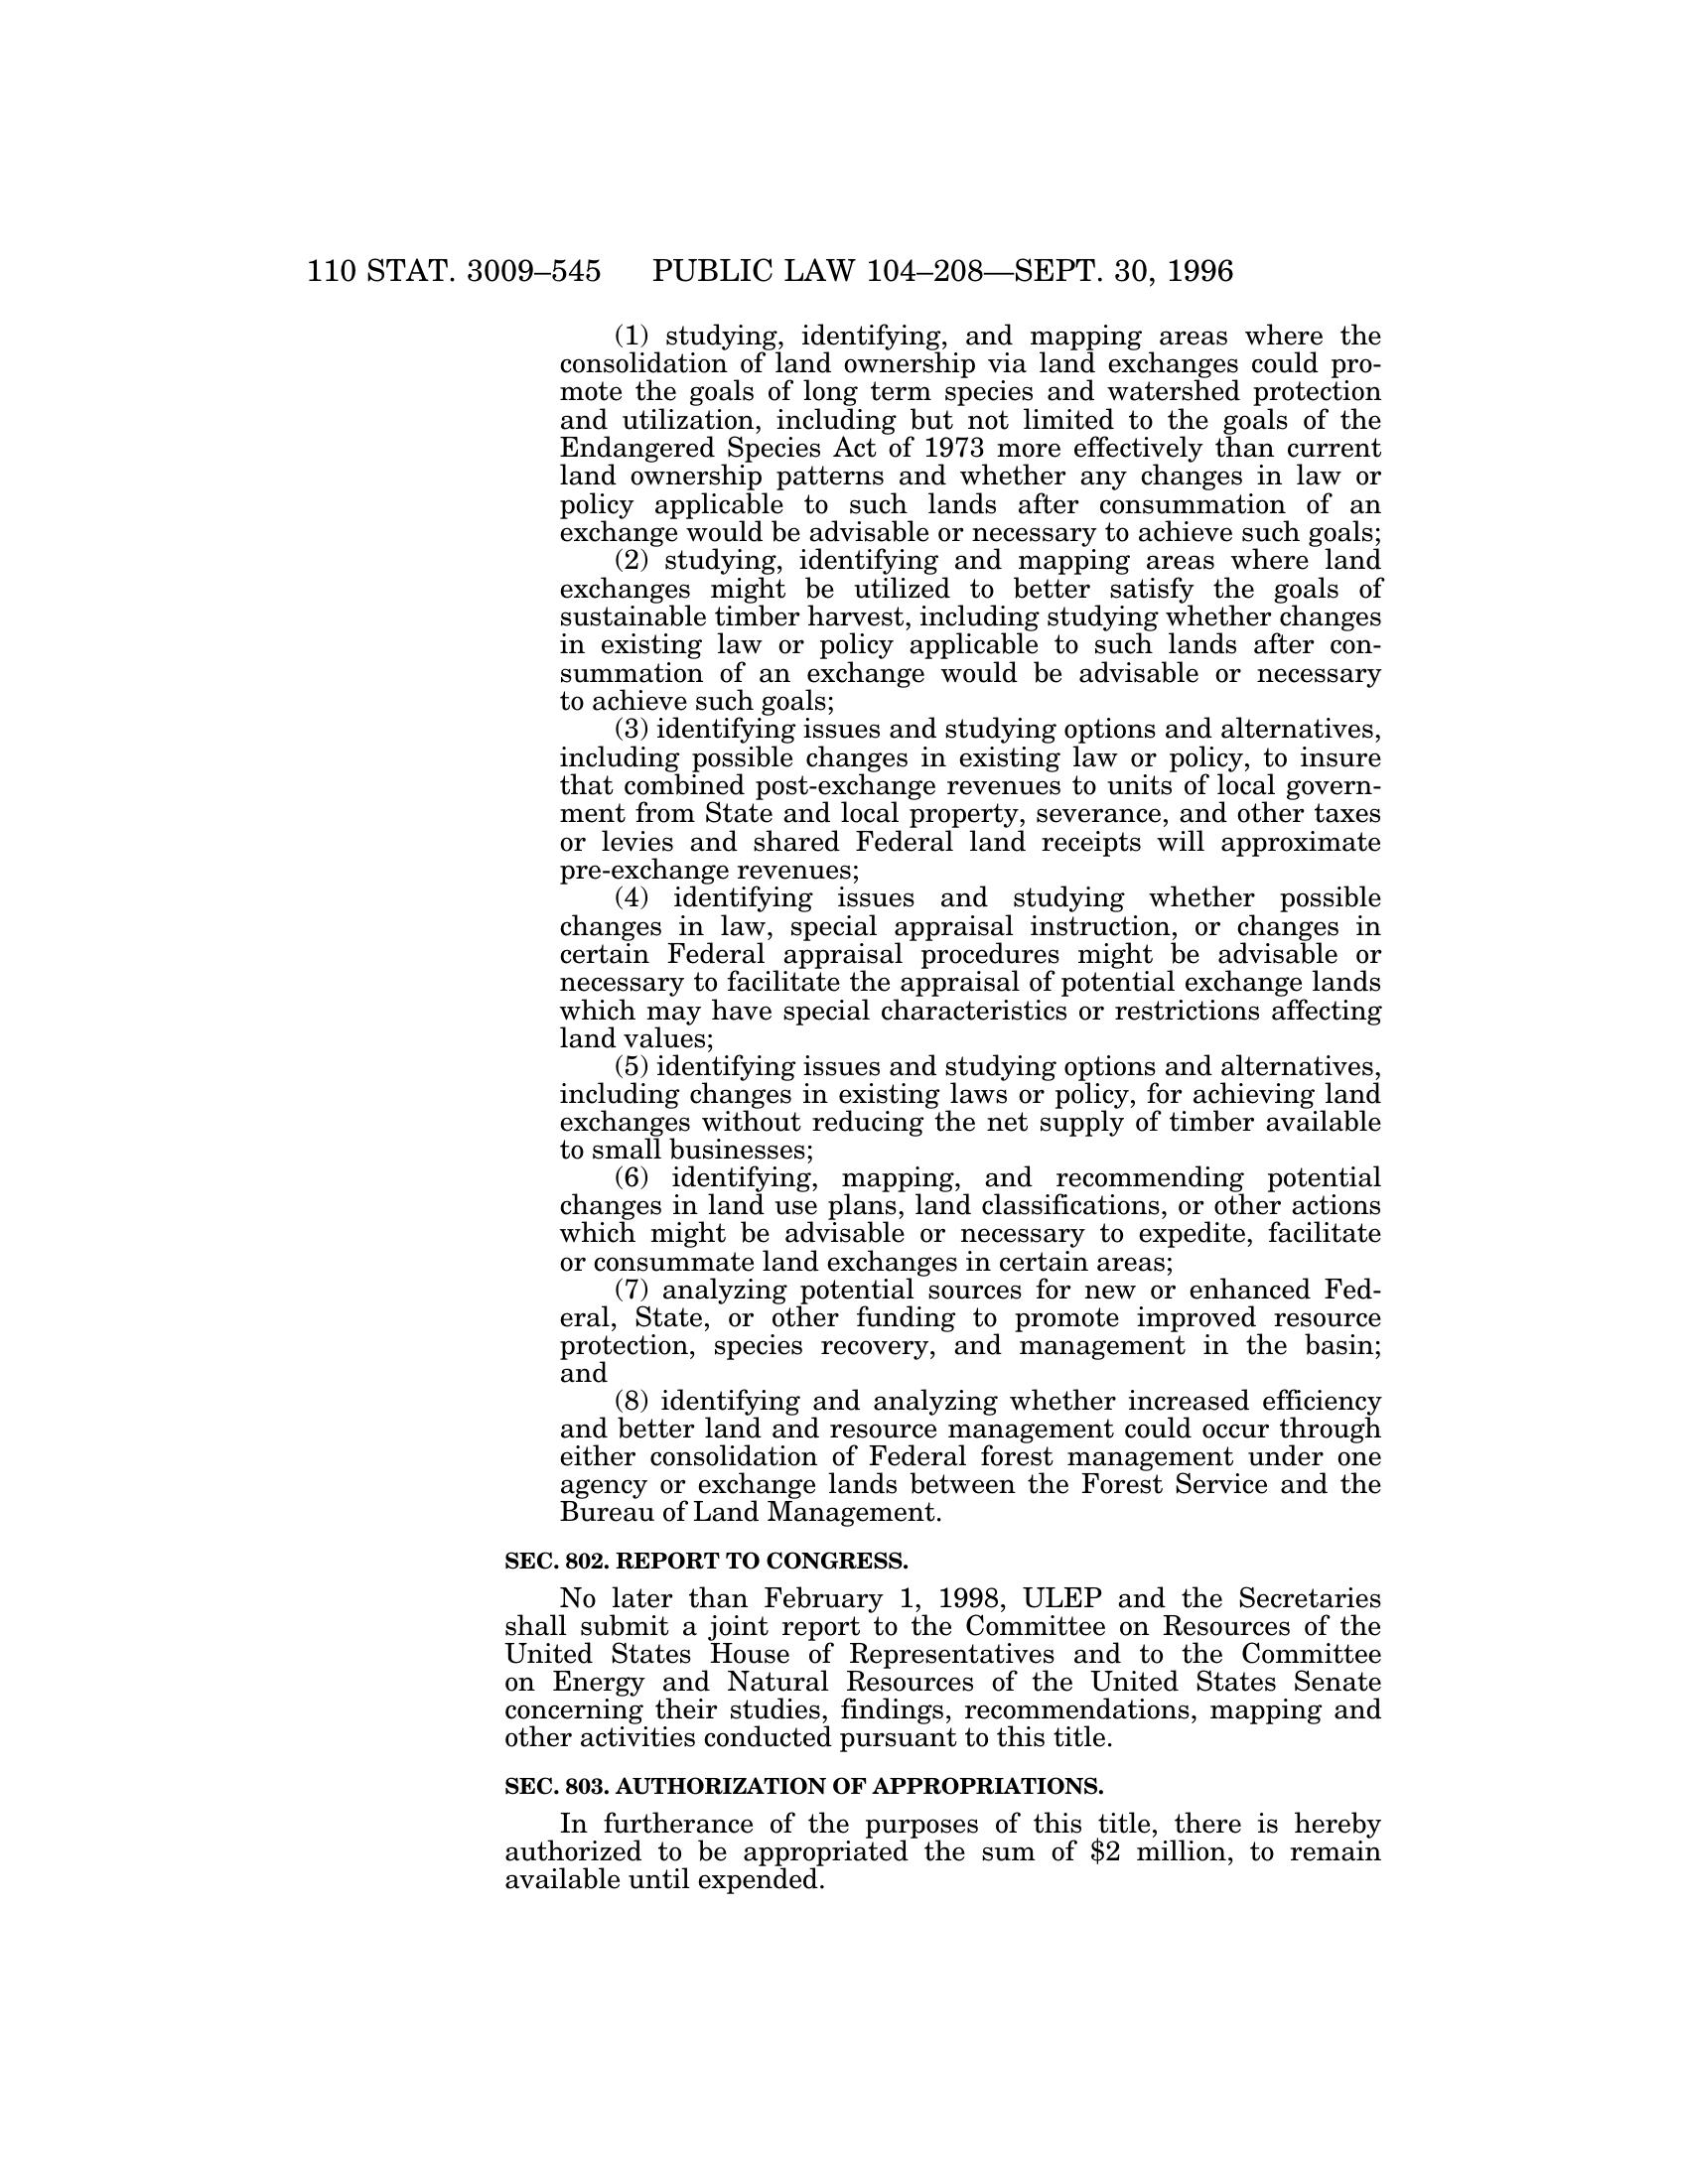 110 STAT. 3009–545 PUBLIC LAW 104–208—SEPT. 30, 1996
(1) studying, identifying, and mapping areas where the
consolidation of land ownership via land exchanges could pro-
mote the goals of long term species and watershed protection
and utilization, including but not limited to the goals of the
Endangered Species Act of 1973 more effectively than current
land ownership patterns and whether any changes in law or
policy applicable to such lands after consummation of an
exchange would be advisable or necessary to achieve such goals;
(2) studying, identifying and mapping areas where land
exchanges might be utilized to better satisfy the goals of
sustainable timber harvest, including studying whether changes
in existing law or policy applicable to such lands after con-
summation of an exchange would be advisable or necessary
to achieve such goals;
(3) identifying issues and studying options and alternatives,
including possible changes in existing law or policy, to insure
that combined post-exchange revenues to units of local govern-
ment from State and local property, severance, and other taxes
or levies and shared Federal land receipts will approximate
pre-exchange revenues;
(4) identifying issues and studying whether possible
changes in law, special appraisal instruction, or changes in
certain Federal appraisal procedures might be advisable or
necessary to facilitate the appraisal of potential exchange lands
which may have special characteristics or restrictions affecting
land values;
(5) identifying issues and studying options and alternatives,
including changes in existing laws or policy, for achieving land
exchanges without reducing the net supply of timber available
to small businesses;
(6) identifying, mapping, and recommending potential
changes in land use plans, land classifications, or other actions
which might be advisable or necessary to expedite, facilitate
or consummate land exchanges in certain areas;
(7) analyzing potential sources for new or enhanced Fed-
eral, State, or other funding to promote improved resource
protection, species recovery, and management in the basin;
and
(8) identifying and analyzing whether increased efficiency
and better land and resource management could occur through
either consolidation of Federal forest management under one
agency or exchange lands between the Forest Service and the
Bureau of Land Management.
SEC. 802. REPORT TO CONGRESS.
No later than February 1, 1998, ULEP and the Secretaries
shall submit a joint report to the Committee on Resources of the
United States House of Representatives and to the Committee
on Energy and Natural Resources of the United States Senate
concerning their studies, findings, recommendations, mapping and
other activities conducted pursuant to this title.
SEC. 803. AUTHORIZATION OF APPROPRIATIONS.
In furtherance of the purposes of this title, there is hereby
authorized to be appropriated the sum of $2 million, to remain
available until expended.